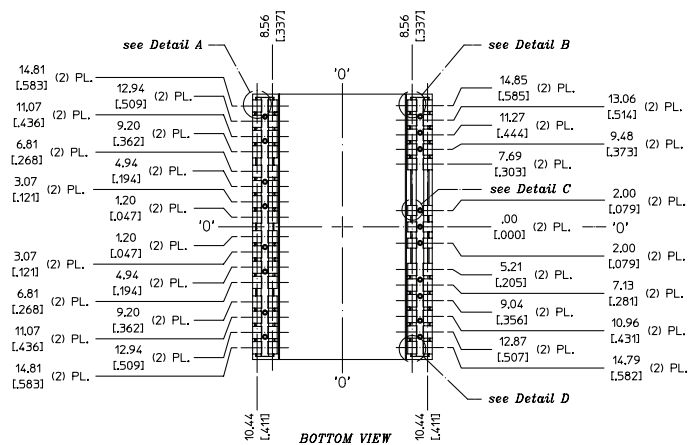 8.56
[.337]
8.56
[.337]
see Detail A
see Detail B
'O'
14.81
[.583] (2) PL.
12.94
[.509] (2) PL.
11.07
[.436] (2) PL.
9.20
[.362] (2) PL.
6.81
[.268] (2) PL.
4.94
[.194] (2) PL.
3.07
[.121] (2) PL.
1.20
[.047] (2) PL.
'O'
1.20
[.047] (2) PL.
3.07
[.121] (2) PL.
4.94
[.194] (2) PL.
6.81
[.268] (2) PL.
9.20
[.362] (2) PL.
11.07
[.436] (2) PL.
12.94
[.509] (2) PL.
14.81
[.583] (2) PL.
14.85
[.585] (2) PL.
13.06
[.514] (2) PL.
11.27
[.444] (2) PL.
9.48
[.373] (2) PL.
7.69
[.303] (2) PL.
see Detail C
2.00
[.079] (2) PL.
.00
[.000] (2) PL.
'O'
2.00
[.079] (2) PL.
5.21
[.205] (2) PL.
7.13
[.281] (2) PL.
9.04
[.356] (2) PL.
10.96
[.431] (2) PL.
12.87
[.507] (2) PL.
14.79
[.582] (2) PL.
'O'
see Detail D
10.44
[.411]
10.44
[.411]
BOTTOM VIEW